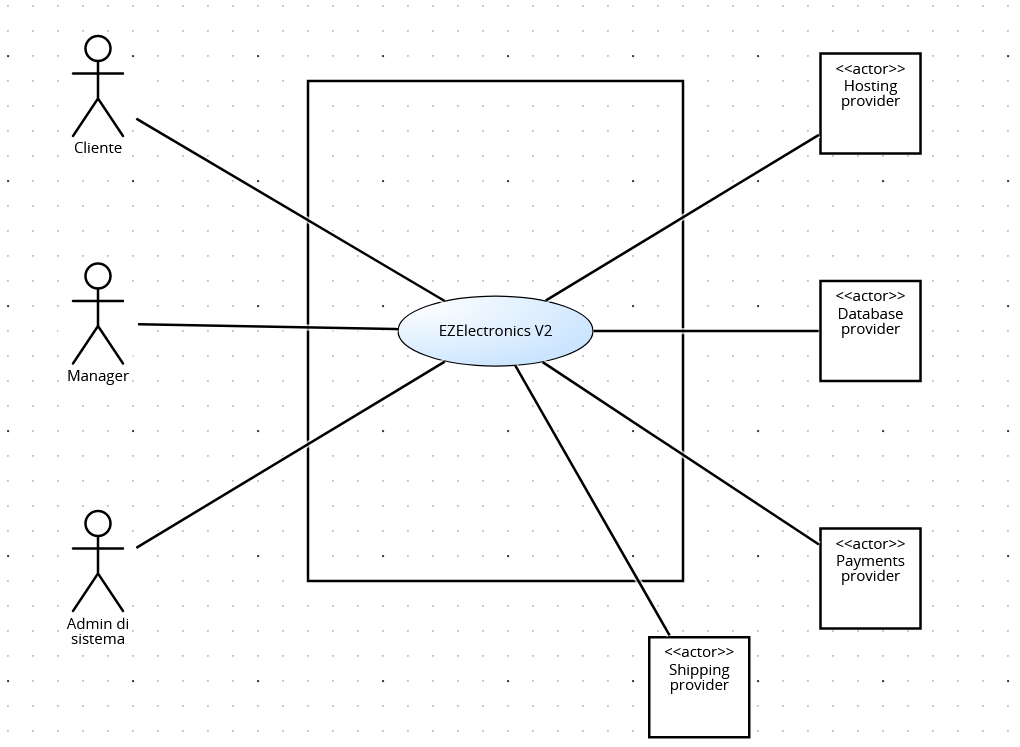 Cliente
Manager
Admin di
sistema
EZElectronics V2
<<actor>>
Hosting
provider
<<actor>>
Database
provider
<<actor>>
Payments
provider
<<actor>>
Shipping
provider